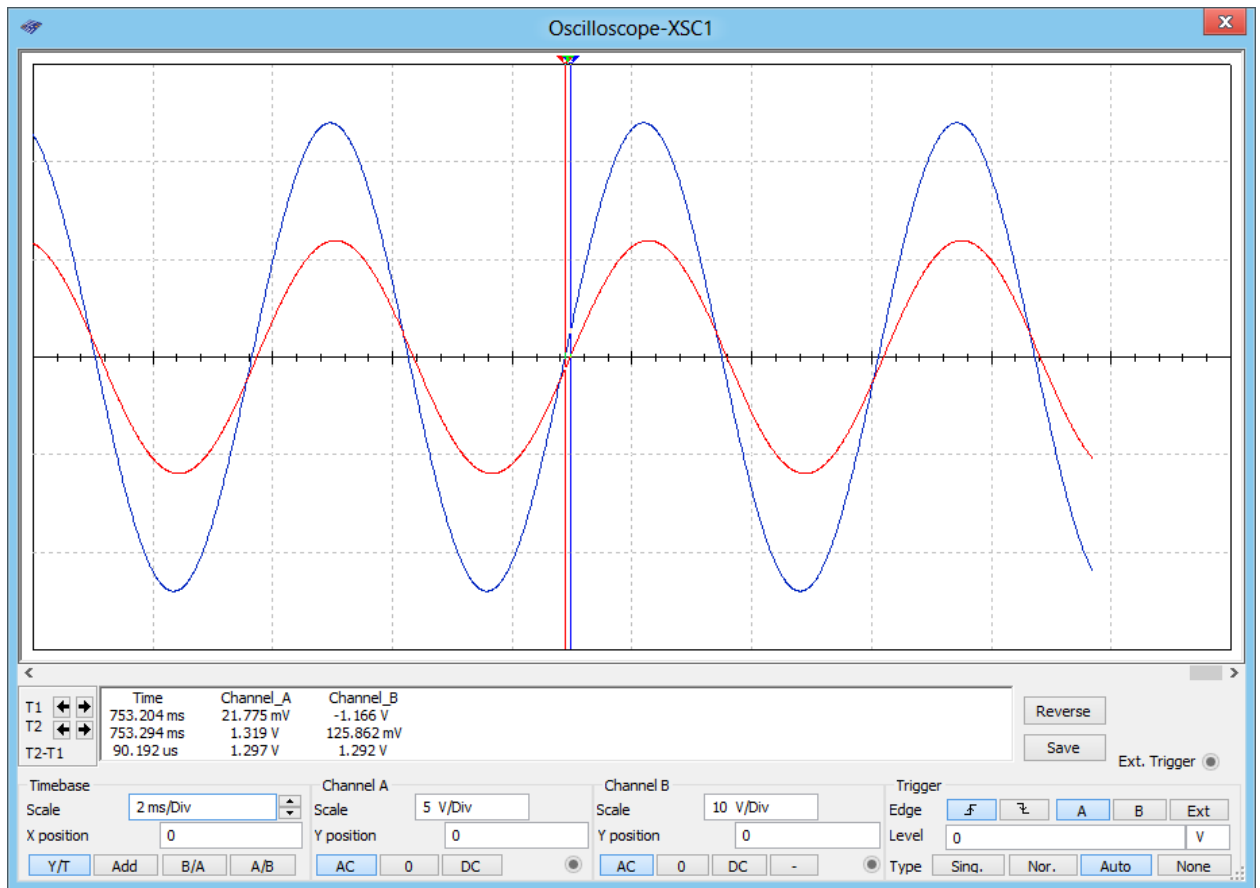 Oscilloscope-XSC1
x
Time Channel_A Channel_B
T1 753.204 ms 21.775 mV -1.166 V
T2 753.294 ms 1.319 V 125.862 mV
T2-T1 90.192 us 1.297 V 1.292 V
Reverse
Save
Ext. Trigger
Timebase
Scale 2 ms/Div
X position 0
Y/T Add B/A A/B
Channel A
Scale 5 V/Div
Y position 0
AC 0 DC
Channel B
Scale 10 V/Div
Y position 0
AC 0 DC -
Trigger
Edge A B Ext
Level 0 V
Type Sing. Nor. Auto None